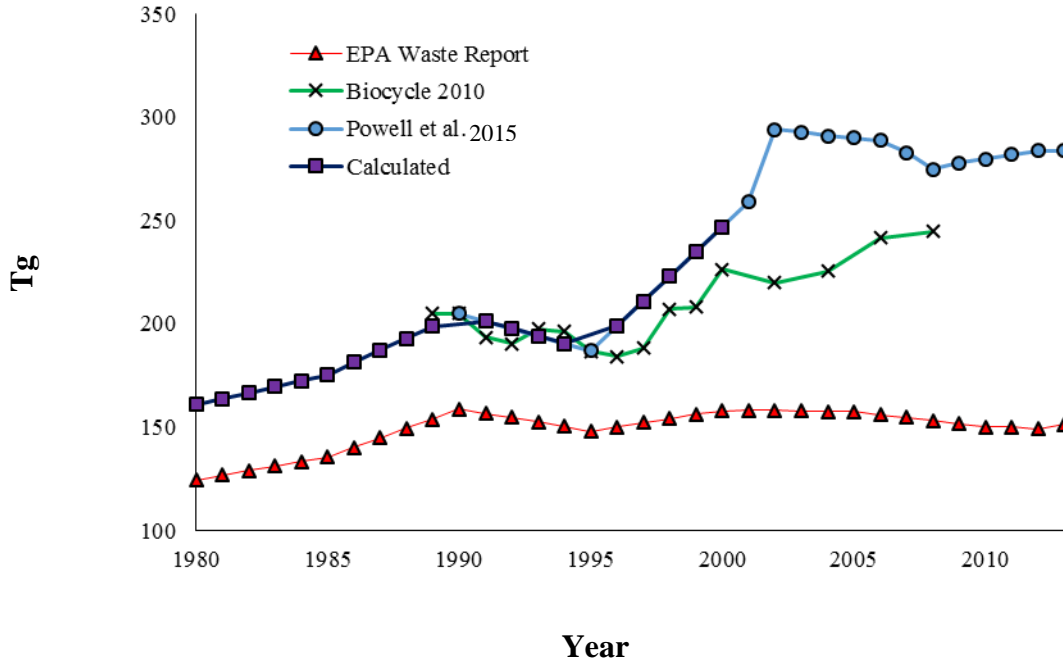 350
300
250
200
150
100
Tg
EPA Waste Report
Biocycle 2010
Powell et al. 2015
Calculated
1980 1985 1990 1995 2000 2005 2010
Year